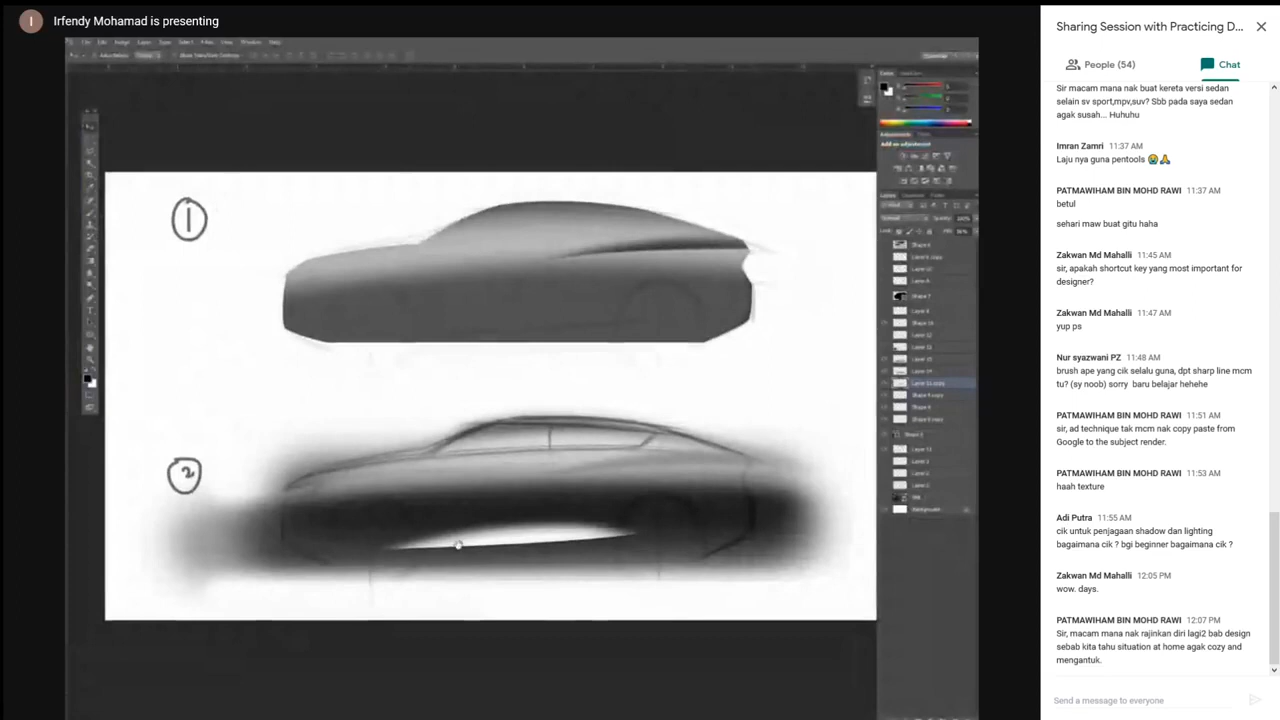 I
Irfendy Mohamad is presenting
Sharing Session with Practicing D...
People (54)
Chat
Sir macam mana nak buat kereta versi sedan
selain sv sport,mpv,suv? Sbb pada saya sedan
agak susah... Huhuhu
Imran Zamri 11:37 AM
Laju nya guna pentools 😭🙏
PATMAWIHAM BIN MOHD RAWI 11:37 AM
betul
sehari maw buat gitu haha
Zakwan Md Mahalli 11:45 AM
sir, apakah shortcut key yang most important for
designer?
Zakwan Md Mahalli 11:47 AM
yup ps
Nur syazwani PZ 11:48 AM
brush ape yang cik selalu guna, dpt sharp line mcm
tu? (sy noob) sorry baru belajar hehehe
PATMAWIHAM BIN MOHD RAWI 11:51 AM
sir, ad technique tak mcm nak copy paste from
Google to the subject render.
PATMAWIHAM BIN MOHD RAWI 11:53 AM
haah texture
Adi Putra 11:55 AM
cik untuk penjagaan shadow dan lighting
bagaimana cik ? bgi beginner bagaimana cik ?
Zakwan Md Mahalli 12:05 PM
wow. days.
PATMAWIHAM BIN MOHD RAWI 12:07 PM
Sir, macam mana nak rajinkan diri lagi2 bab design
sebab kita tahu situation at home agak cozy and
mengantuk.
Send a message to everyone
1
2